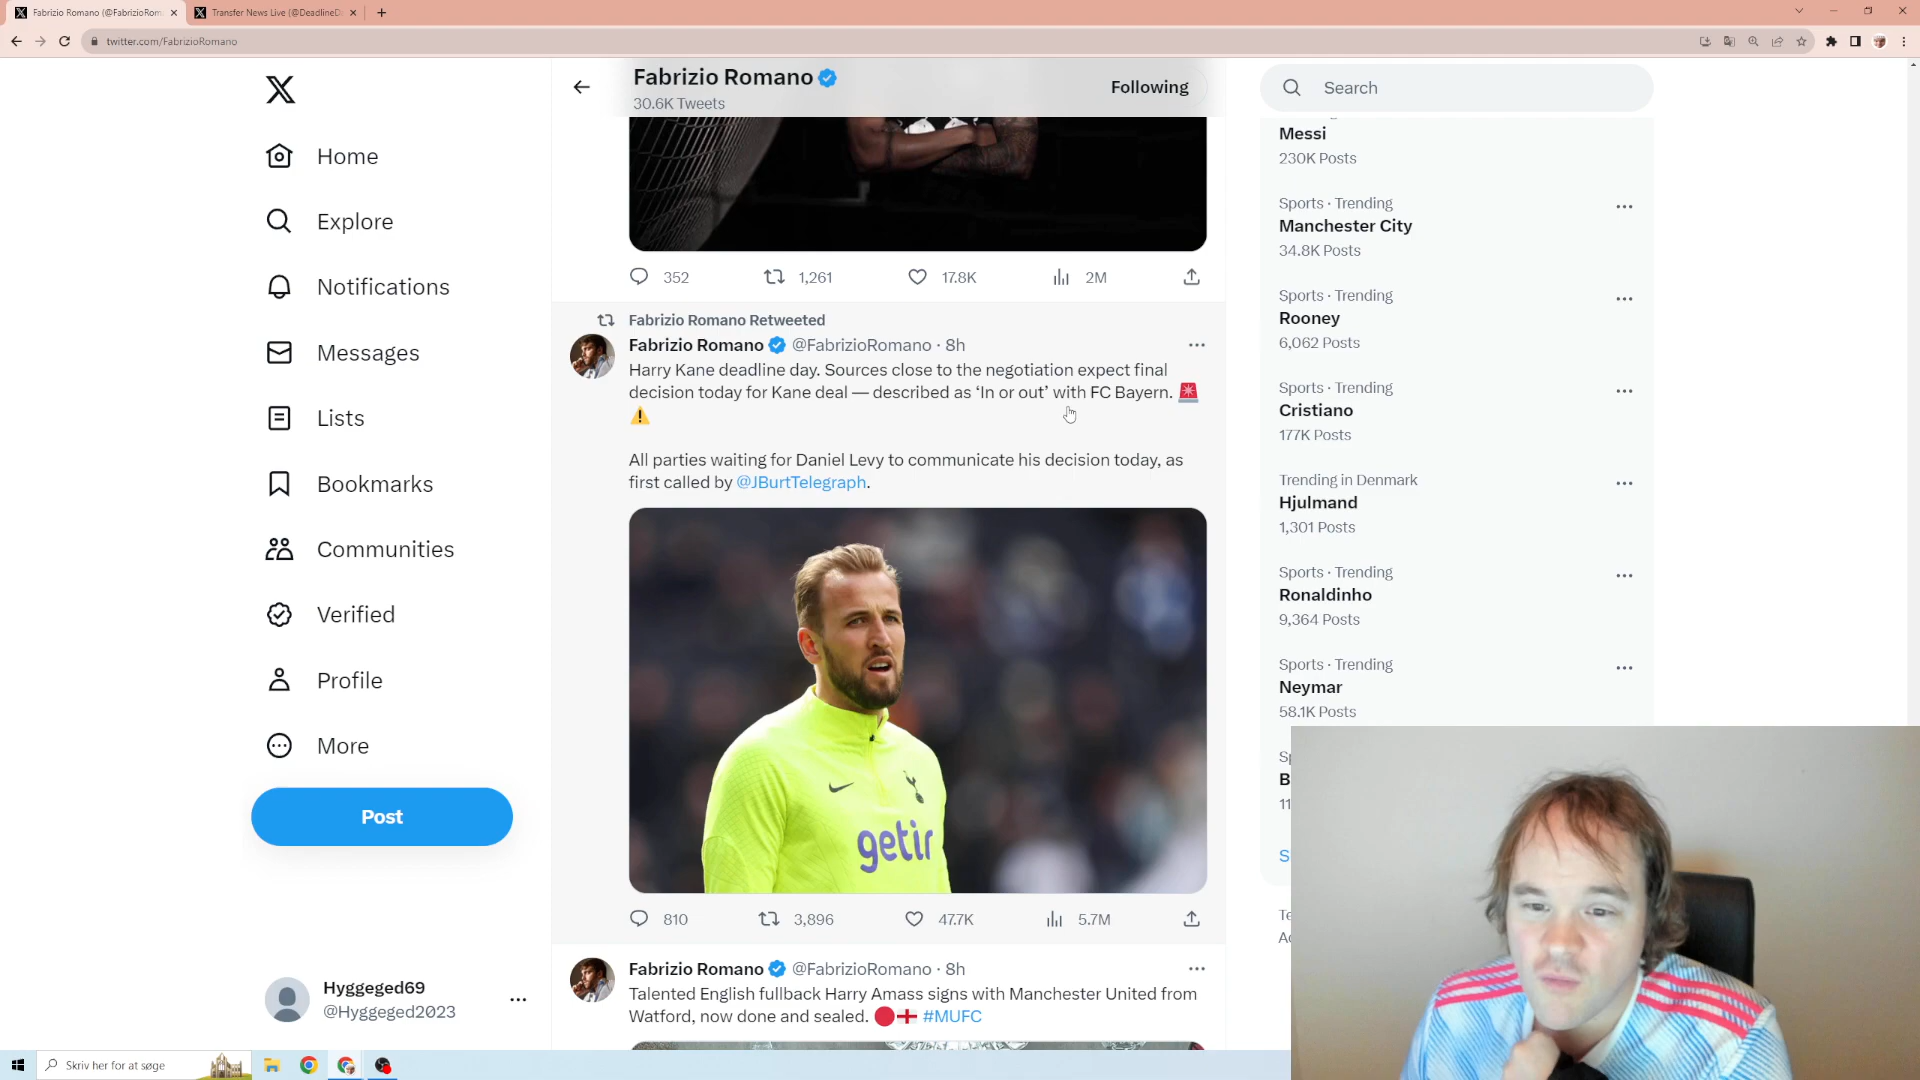 Fabrizio Romano (@FabrizioRom
Transfer News Live (@DeadlineD
twitter.com/FabrizioRomano
Home
Explore
Notifications
Messages
Lists
Bookmarks
Communities
Verified
Profile
More
Post
Hyggeged69
@Hyggeged2023
Fabrizio Romano
30.6K Tweets
Following
352 1,261 17.8K 2M
Fabrizio Romano Retweeted
Fabrizio Romano @FabrizioRomano · 8h
Harry Kane deadline day. Sources close to the negotiation expect final
decision today for Kane deal — described as ‘In or out’ with FC Bayern. 🚨
⚠️
All parties waiting for Daniel Levy to communicate his decision today, as
first called by @JBurtTelegraph.
getir
810 3,896 47.7K 5.7M
Fabrizio Romano @FabrizioRomano · 8h
Talented English fullback Harry Amass signs with Manchester United from
Watford, now done and sealed. 🔴🏴󠁧󠁢󠁥󠁮󠁧󠁿 #MUFC
Search
Messi
230K Posts
Sports · Trending
Manchester City
34.8K Posts
Sports · Trending
Rooney
6,062 Posts
Sports · Trending
Cristiano
177K Posts
Trending in Denmark
Hjulmand
1,301 Posts
Sports · Trending
Ronaldinho
9,364 Posts
Sports · Trending
Neymar
58.1K Posts
Skriv her for at søge